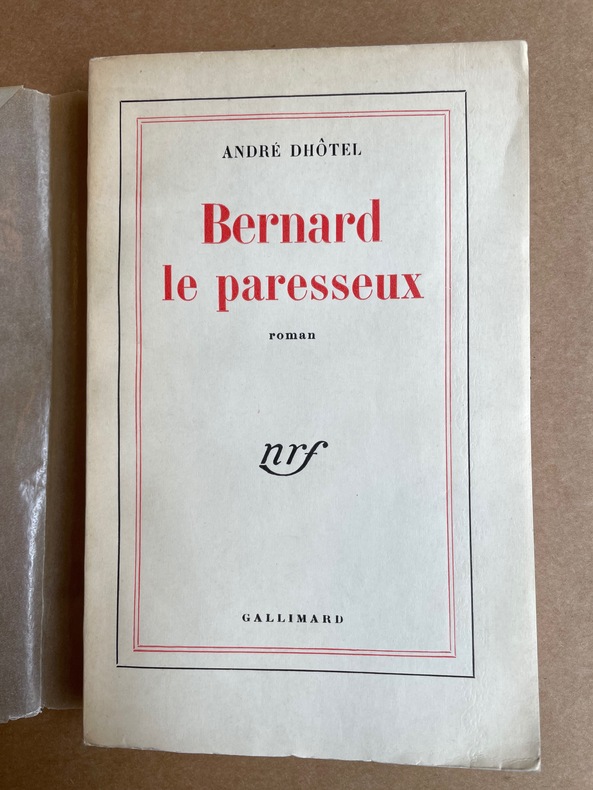 ANDRÉ DHÔTEL
Bernard
le paresseux
roman
nrf
GALLIMARD